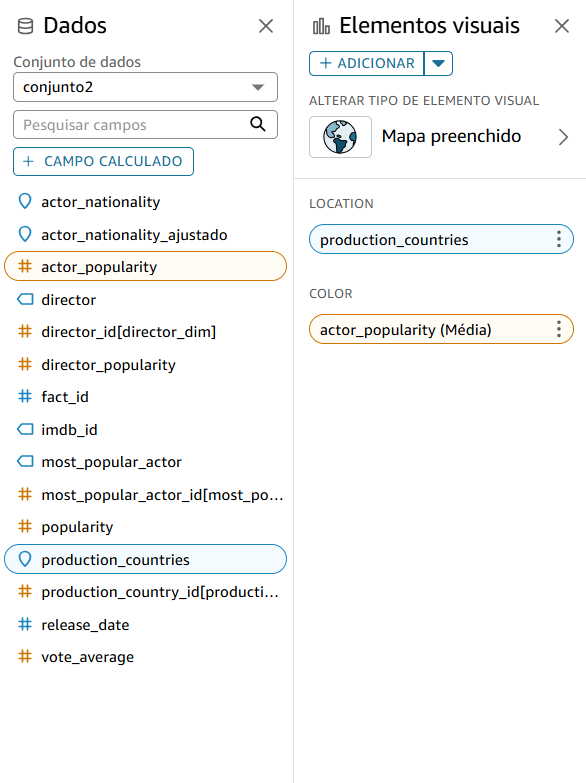 Dados
Conjunto de dados
conjunto2
Pesquisar campos
+ CAMPO CALCULADO
actor_nationality
actor_nationality_ajustado
actor_popularity
director
director_id[director_dim]
director_popularity
fact_id
imdb_id
most_popular_actor
most_popular_actor_id[most_po...
popularity
production_countries
production_country_id[producti...
release_date
vote_average
Elementos visuais
+ ADICIONAR
ALTERAR TIPO DE ELEMENTO VISUAL
Mapa preenchido
LOCATION
production_countries
COLOR
actor_popularity (Média)